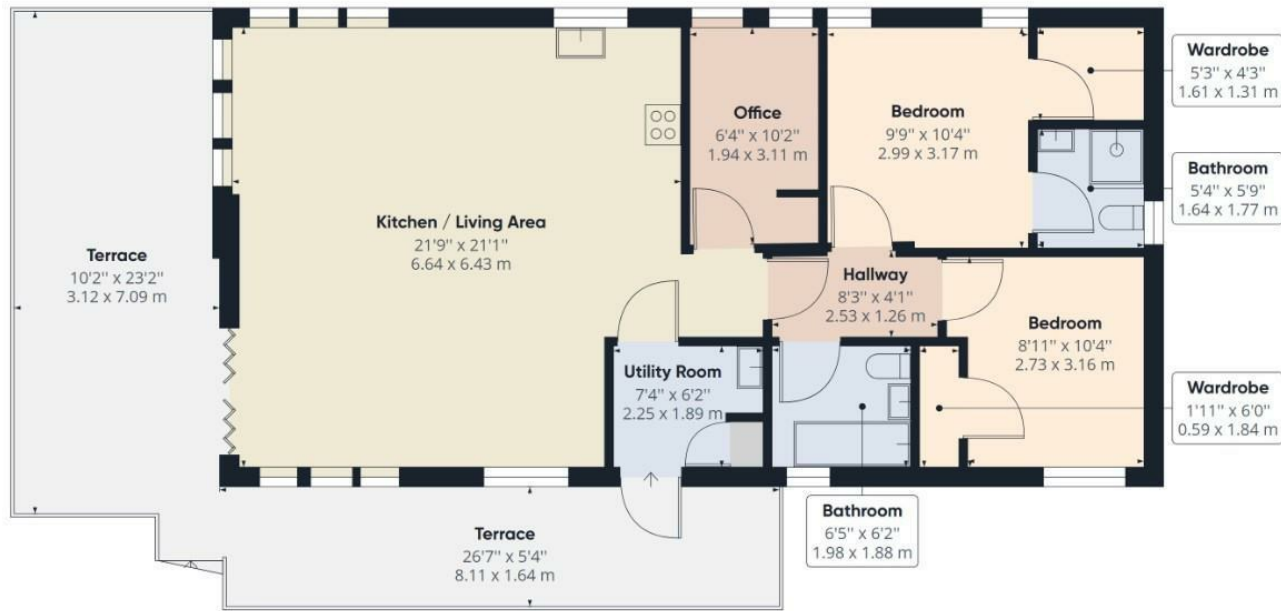 Terrace
10'2'' x 23'2''
3.12 x 7.09 m
Kitchen / Living Area
21'9'' x 21'1''
6.64 x 6.43 m
Office
6'4'' x 10'2''
1.94 x 3.11 m
Bedroom
9'9'' x 10'4''
2.99 x 3.17 m
Wardrobe
5'3'' x 4'3''
1.61 x 1.31 m
Bathroom
5'4'' x 5'9''
1.64 x 1.77 m
Hallway
8'3'' x 4'1''
2.53 x 1.26 m
Bedroom
8'11'' x 10'4''
2.73 x 3.16 m
Utility Room
7'4'' x 6'2''
2.25 x 1.89 m
Wardrobe
1'11'' x 6'0''
0.59 x 1.84 m
Bathroom
6'5'' x 6'2''
1.98 x 1.88 m
Terrace
26'7'' x 5'4''
8.11 x 1.64 m